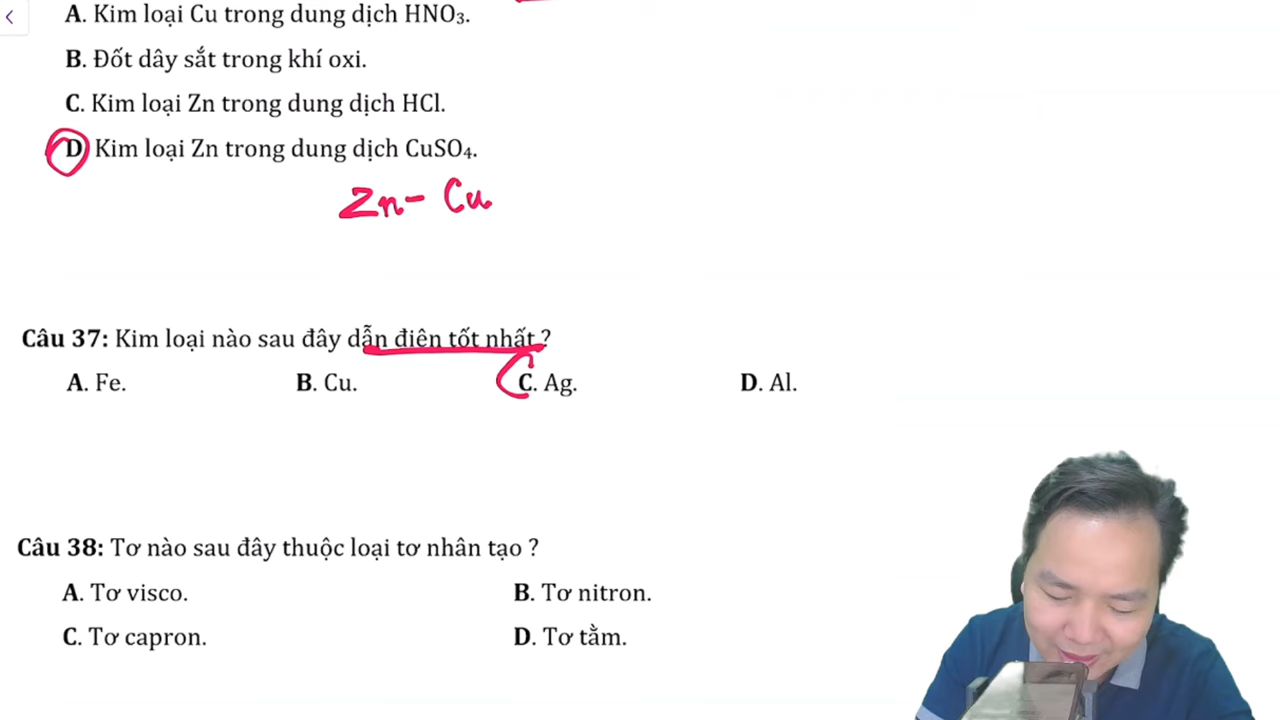 A. Kim loại Cu trong dung dịch HNO₃.
B. Đốt dây sắt trong khí oxi.
C. Kim loại Zn trong dung dịch HCl.
D. Kim loại Zn trong dung dịch CuSO₄.
Zn - Cu
Câu 37: Kim loại nào sau đây dẫn điên tốt nhất ?
A. Fe. B. Cu. C. Ag. D. Al.
Câu 38: Tơ nào sau đây thuộc loại tơ nhân tạo ?
A. Tơ visco. B. Tơ nitron.
C. Tơ capron. D. Tơ tằm.